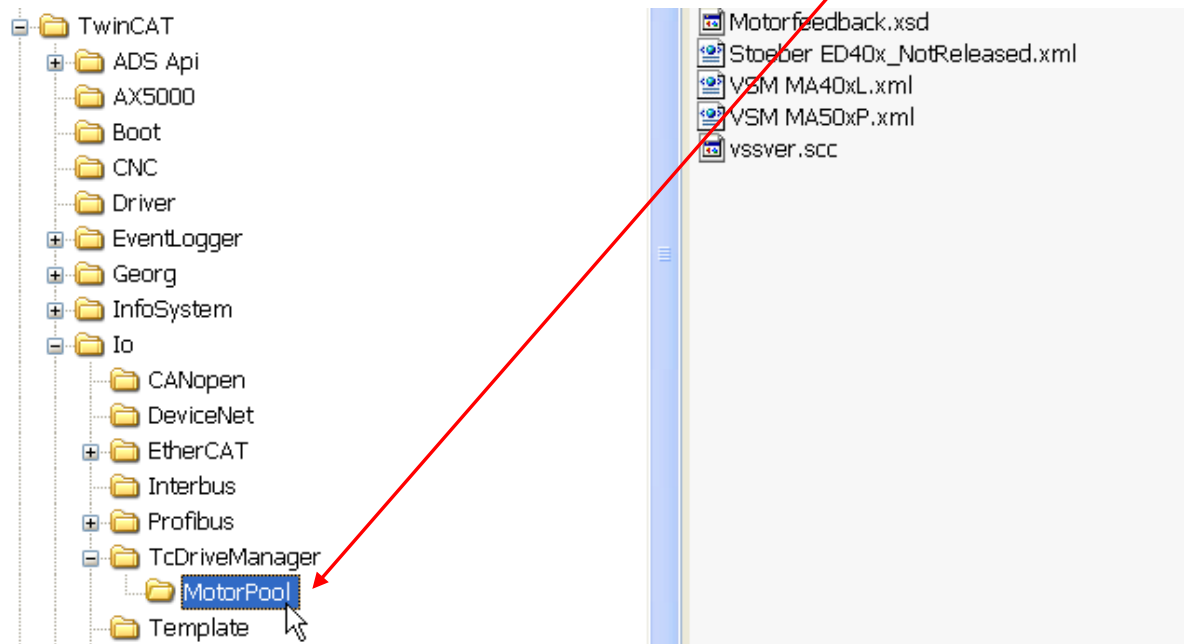 TwinCAT
ADS Api
AX5000
Boot
CNC
Driver
EventLogger
Georg
InfoSystem
Io
CANopen
DeviceNet
EtherCAT
Interbus
Profibus
TcDriveManager
MotorPool
Template
Motorfeedback.xsd
Stoeber ED40x_NotReleased.xml
VSM MA40xL.xml
VSM MA50xP.xml
vssver.scc